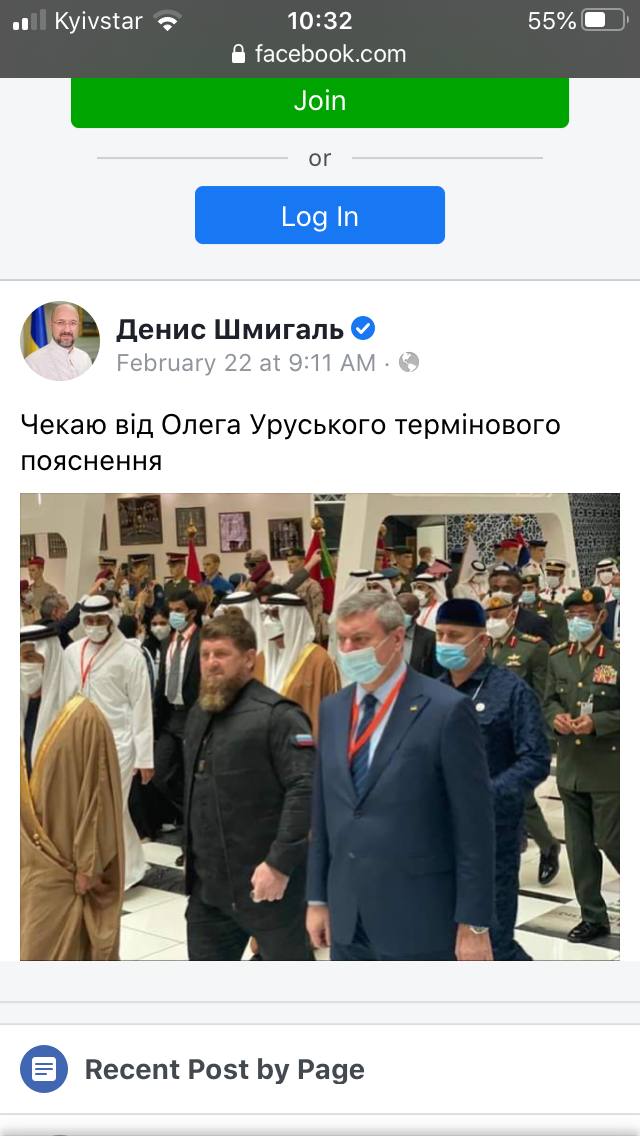 Kyivstar 10:32 55%
facebook.com
Join
or
Log In
Денис Шмигаль
February 22 at 9:11 AM ·
Чекаю від Олега Уруського термінового
пояснення
Recent Post by Page